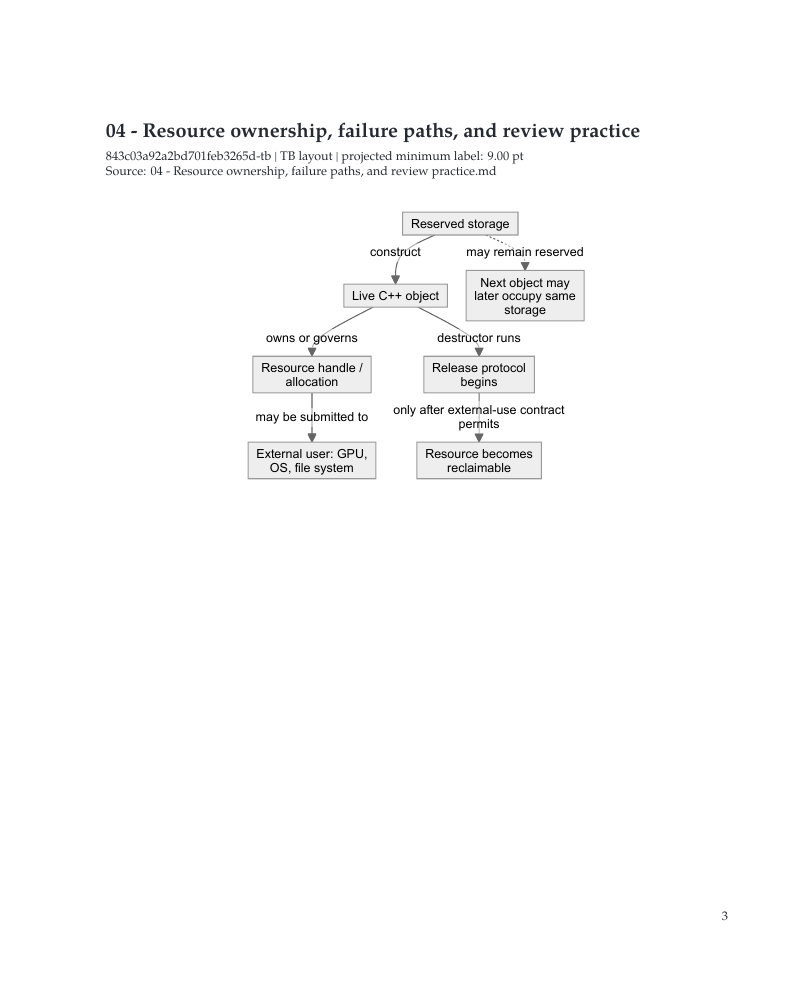 04 - Resource ownership, failure paths, and review practice
843c03a92a2bd701feb3265d-tb | TB layout | projected minimum label: 9.00 pt
Source: 04 - Resource ownership, failure paths, and review practice.md
Reserved storage
construct
may remain reserved
Live C++ object
Next object may
later occupy same
storage
owns or governs
destructor runs
Resource handle /
allocation
Release protocol
begins
may be submitted to
only after external-use contract
permits
External user: GPU,
OS, file system
Resource becomes
reclaimable
3